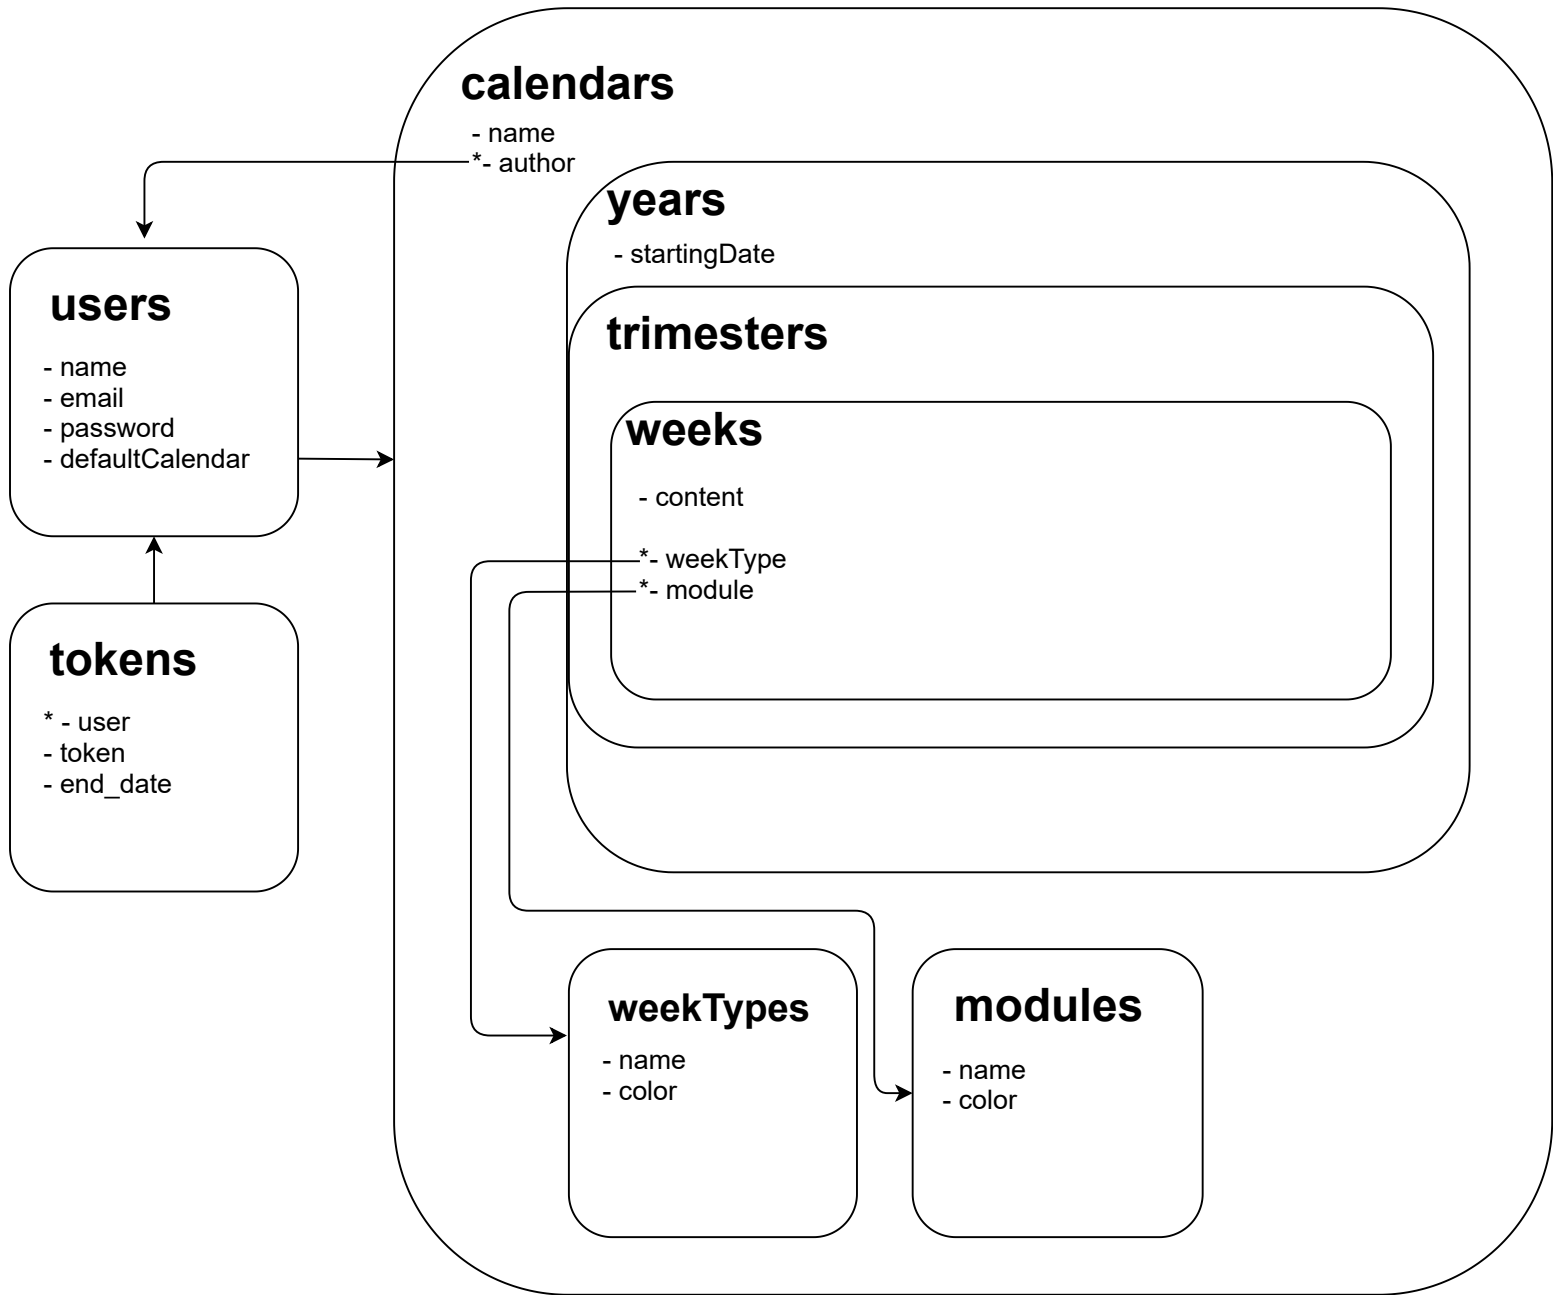 calendars
- name
*- author
years
- startingDate
users
- name
- email
- password
- defaultCalendar
trimesters
weeks
- content
*- weekType
*- module
tokens
* - user
- token
- end_date
weekTypes
- name
- color
modules
- name
- color